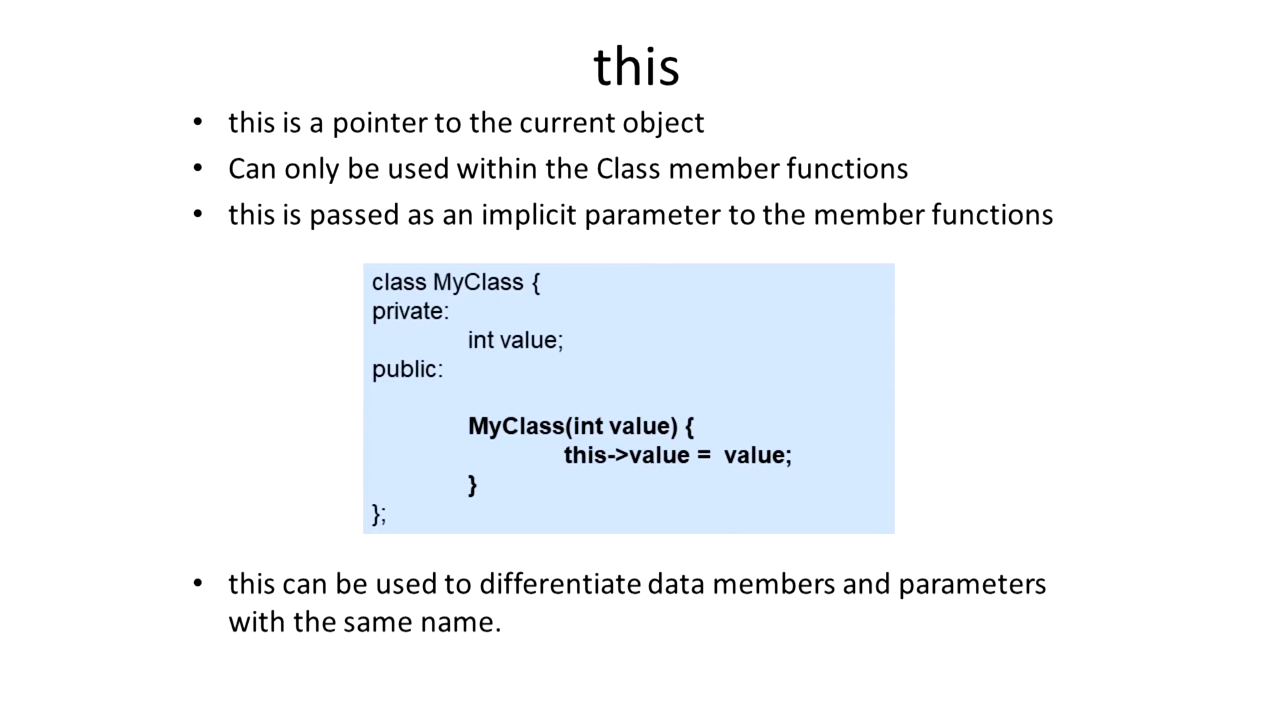 this
• this is a pointer to the current object
• Can only be used within the Class member functions
• this is passed as an implicit parameter to the member functions
class MyClass {
private:
int value;
public:
MyClass(int value) {
this->value = value;
}
};
• this can be used to differentiate data members and parameters
with the same name.